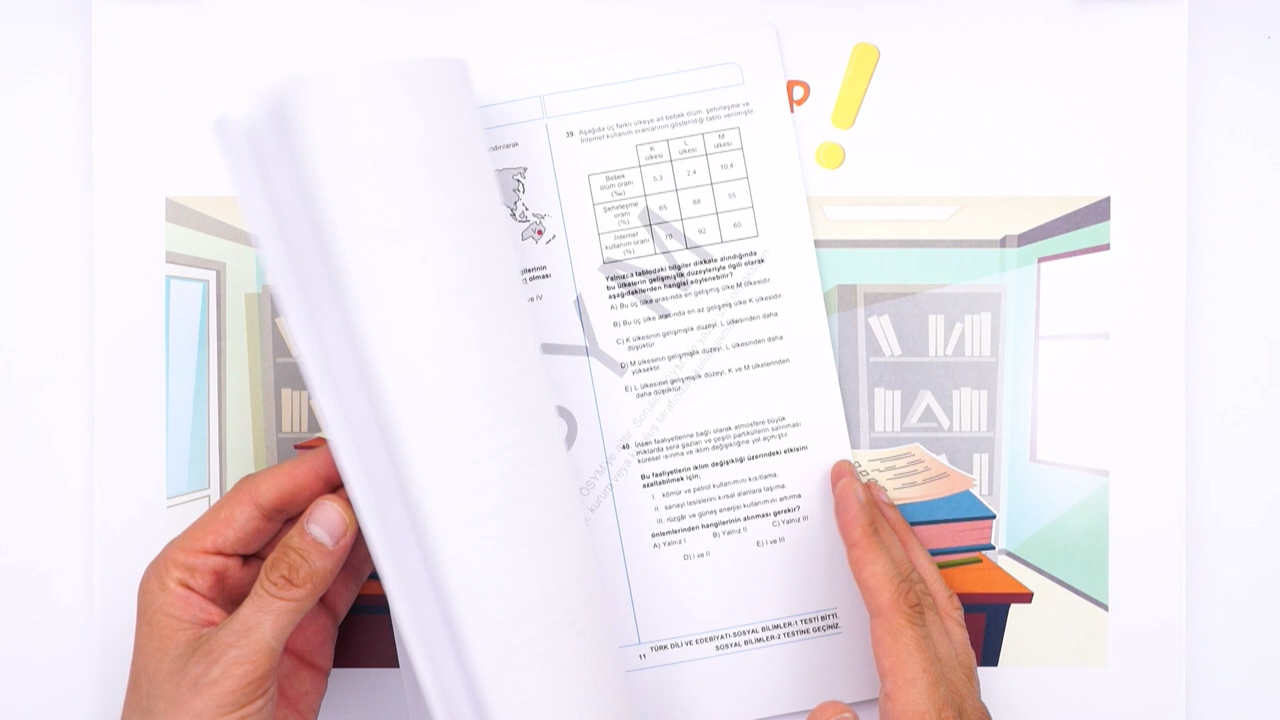 P!
ndırılarak
39. Aşağıda üç farklı ülkeye ait bebek ölüm, şehirleşme ve
İnternet kullanım oranlarının gösterildiği tablo verilmiştir.
K ülkesi L ülkesi M ülkesi
Bebek ölüm oranı (‰) 5.3 2.4 10.4
Şehirleşme oranı (%) 65 88 55
İnternet kullanım oranı (%) 70 92 60
ilerinin
olması
ve IV
Yalnızca tablodaki bilgiler dikkate alındığında
bu ülkelerin gelişmişlik düzeyleriyle ilgili olarak
aşağıdakilerden hangisi söylenebilir?
A) Bu üç ülke arasında en gelişmiş ülke M ülkesidir.
B) Bu üç ülke arasında en az gelişmiş ülke K ülkesidir.
C) K ülkesinin gelişmişlik düzeyi, L ülkesinden daha
düşüktür.
D) M ülkesinin gelişmişlik düzeyi, L ülkesinden daha
yüksektir.
E) L ülkesinin gelişmişlik düzeyi, K ve M ülkelerinden
daha düşüktür.
40. İnsan faaliyetlerine bağlı olarak atmosfere büyük
miktarda sera gazları ve çeşitli partiküllerin salınması
küresel ısınma ve iklim değişikliğine yol açmıştır.
Bu faaliyetlerin iklim değişikliği üzerindeki etkisini
azaltabilmek için;
I. kömür ve petrol kullanımını kısıtlama,
II. sanayi tesislerini kırsal alanlara taşıma,
III. rüzgâr ve güneş enerjisi kullanımını artırma
önlemlerinden hangilerinin alınması gerekir?
A) Yalnız I B) Yalnız II C) Yalnız III
D) I ve II E) I ve III
11 TÜRK DİLİ VE EDEBİYATI-SOSYAL BİLİMLER-1 TESTİ BİTTİ.
SOSYAL BİLİMLER-2 TESTİNE GEÇİNİZ.
YM